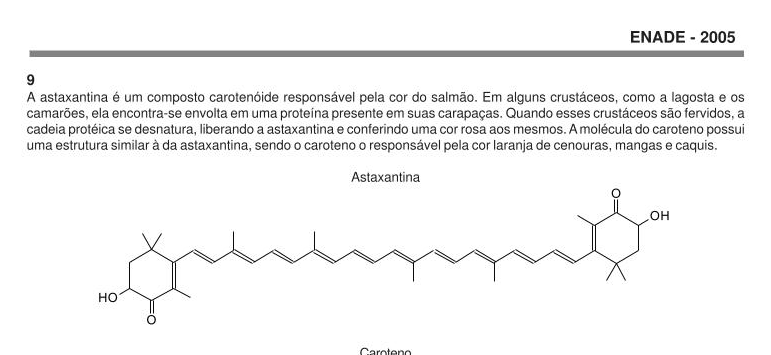 ENADE - 2005
9
A astaxantina é um composto carotenóide responsável pela cor do salmão. Em alguns crustáceos, como a lagosta e os
camarões, ela encontra-se envolta em uma proteína presente em suas carapaças. Quando esses crustáceos são fervidos, a
cadeia protéica se desnatura, liberando a astaxantina e conferindo uma cor rosa aos mesmos. A molécula do caroteno possui
uma estrutura similar à da astaxantina, sendo o caroteno o responsável pela cor laranja de cenouras, mangas e caquis.
Astaxantina
O
OH
HO
O
Caroteno